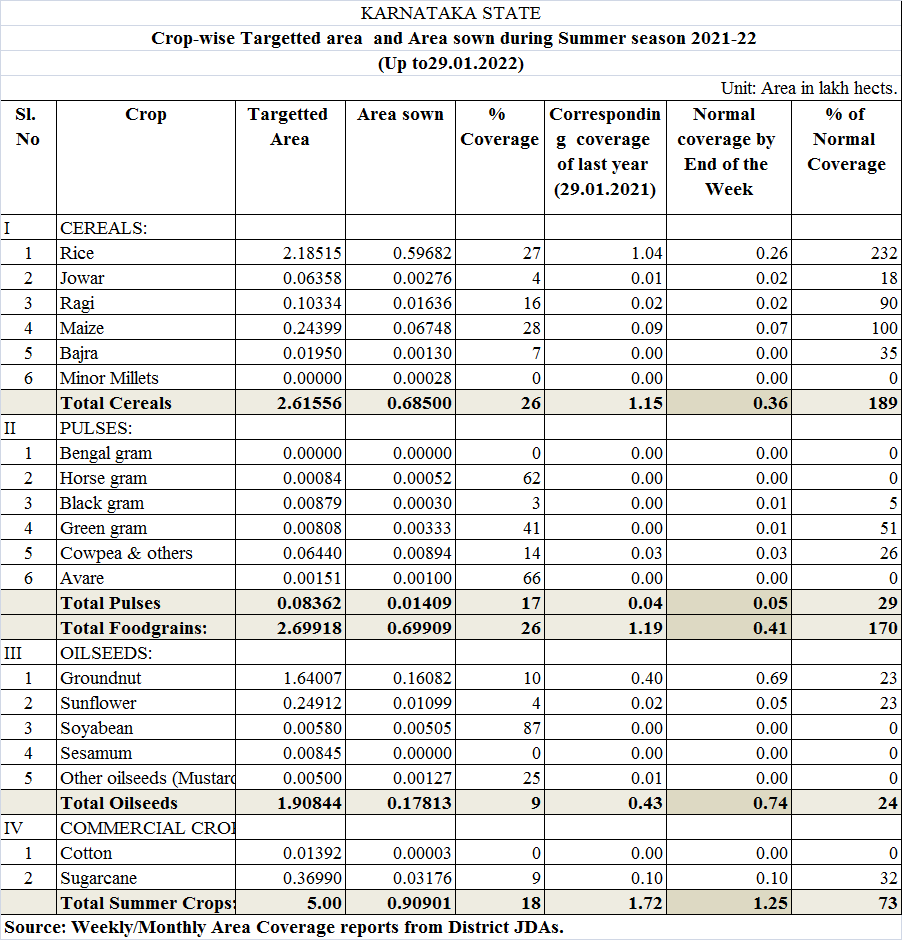 KARNATAKA STATE
Crop-wise Targetted area and Area sown during Summer season 2021-22
(Up to29.01.2022)
Unit: Area in lakh hects.
Sl. No Crop Targetted Area Area sown % Coverage Correspondin g coverage of last year (29.01.2021) Normal coverage by End of the Week % of Normal Coverage
I CEREALS:
1 Rice 2.18515 0.59682 27 1.04 0.26 232
2 Jowar 0.06358 0.00276 4 0.01 0.02 18
3 Ragi 0.10334 0.01636 16 0.02 0.02 90
4 Maize 0.24399 0.06748 28 0.09 0.07 100
5 Bajra 0.01950 0.00130 7 0.00 0.00 35
6 Minor Millets 0.00000 0.00028 0 0.00 0.00 0
Total Cereals 2.61556 0.68500 26 1.15 0.36 189
II PULSES:
1 Bengal gram 0.00000 0.00000 0 0.00 0.00 0
2 Horse gram 0.00084 0.00052 62 0.00 0.00 0
3 Black gram 0.00879 0.00030 3 0.00 0.01 5
4 Green gram 0.00808 0.00333 41 0.00 0.01 51
5 Cowpea & others 0.06440 0.00894 14 0.03 0.03 26
6 Avare 0.00151 0.00100 66 0.00 0.00 0
Total Pulses 0.08362 0.01409 17 0.04 0.05 29
Total Foodgrains: 2.69918 0.69909 26 1.19 0.41 170
III OILSEEDS:
1 Groundnut 1.64007 0.16082 10 0.40 0.69 23
2 Sunflower 0.24912 0.01099 4 0.02 0.05 23
3 Soyabean 0.00580 0.00505 87 0.00 0.00 0
4 Sesamum 0.00845 0.00000 0 0.00 0.00 0
5 Other oilseeds (Mustard 0.00500 0.00127 25 0.01 0.00 0
Total Oilseeds 1.90844 0.17813 9 0.43 0.74 24
IV COMMERCIAL CROP
1 Cotton 0.01392 0.00003 0 0.00 0.00 0
2 Sugarcane 0.36990 0.03176 9 0.10 0.10 32
Total Summer Crops: 5.00 0.90901 18 1.72 1.25 73
Source: Weekly/Monthly Area Coverage reports from District JDAs.